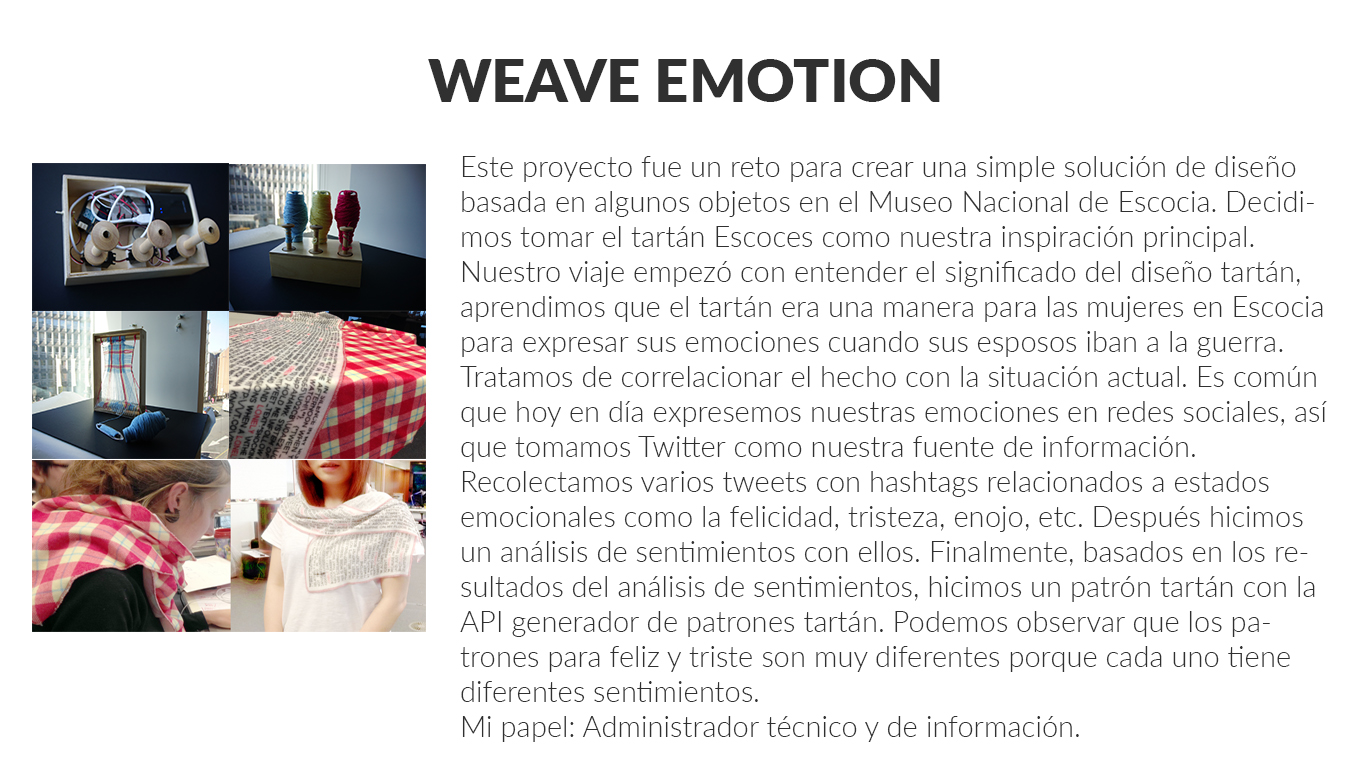 WEAVE EMOTION
Este proyecto fue un reto para crear una simple solución de diseño
basada en algunos objetos en el Museo Nacional de Escocia. Decidi-
mos tomar el tartán Escoces como nuestra inspiración principal.
Nuestro viaje empezó con entender el significado del diseño tartán,
aprendimos que el tartán era una manera para las mujeres en Escocia
para expresar sus emociones cuando sus esposos iban a la guerra.
Tratamos de correlacionar el hecho con la situación actual. Es común
que hoy en día expresemos nuestras emociones en redes sociales, así
que tomamos Twitter como nuestra fuente de información.
Recolectamos varios tweets con hashtags relacionados a estados
emocionales como la felicidad, tristeza, enojo, etc. Después hicimos
un análisis de sentimientos con ellos. Finalmente, basados en los re-
sultados del análisis de sentimientos, hicimos un patrón tartán con la
API generador de patrones tartán. Podemos observar que los pa-
trones para feliz y triste son muy diferentes porque cada uno tiene
diferentes sentimientos.
Mi papel: Administrador técnico y de información.